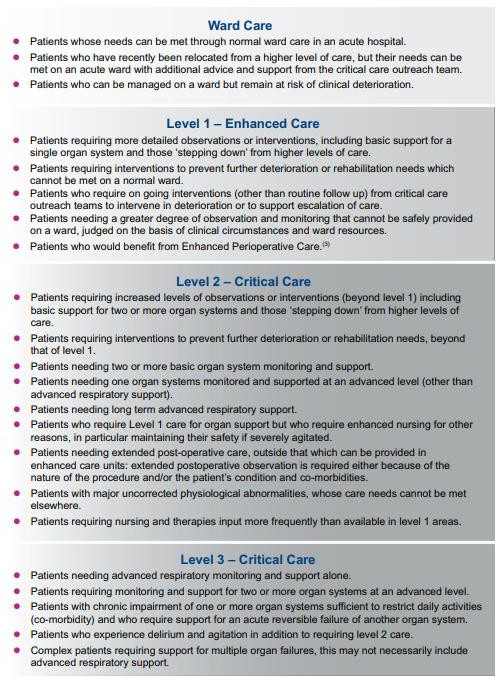 Ward Care
● Patients whose needs can be met through normal ward care in an acute hospital.
● Patients who have recently been relocated from a higher level of care, but their needs can be
met on an acute ward with additional advice and support from the critical care outreach team.
● Patients who can be managed on a ward but remain at risk of clinical deterioration.
Level 1 – Enhanced Care
● Patients requiring more detailed observations or interventions, including basic support for a
single organ system and those ‘stepping down’ from higher levels of care.
● Patients requiring interventions to prevent further deterioration or rehabilitation needs which
cannot be met on a normal ward.
● Patients who require on going interventions (other than routine follow up) from critical care
outreach teams to intervene in deterioration or to support escalation of care.
● Patients needing a greater degree of observation and monitoring that cannot be safely provided
on a ward, judged on the basis of clinical circumstances and ward resources.
● Patients who would benefit from Enhanced Perioperative Care.(3)
Level 2 – Critical Care
● Patients requiring increased levels of observations or interventions (beyond level 1) including
basic support for two or more organ systems and those ‘stepping down’ from higher levels of
care.
● Patients requiring interventions to prevent further deterioration or rehabilitation needs, beyond
that of level 1.
● Patients needing two or more basic organ system monitoring and support.
● Patients needing one organ systems monitored and supported at an advanced level (other than
advanced respiratory support).
● Patients needing long term advanced respiratory support.
● Patients who require Level 1 care for organ support but who require enhanced nursing for other
reasons, in particular maintaining their safety if severely agitated.
● Patients needing extended post-operative care, outside that which can be provided in
enhanced care units: extended postoperative observation is required either because of the
nature of the procedure and/or the patient’s condition and co-morbidities.
● Patients with major uncorrected physiological abnormalities, whose care needs cannot be met
elsewhere.
● Patients requiring nursing and therapies input more frequently than available in level 1 areas.
Level 3 – Critical Care
● Patients needing advanced respiratory monitoring and support alone.
● Patients requiring monitoring and support for two or more organ systems at an advanced level.
● Patients with chronic impairment of one or more organ systems sufficient to restrict daily activities
(co-morbidity) and who require support for an acute reversible failure of another organ system.
● Patients who experience delirium and agitation in addition to requiring level 2 care.
● Complex patients requiring support for multiple organ failures, this may not necessarily include
advanced respiratory support.